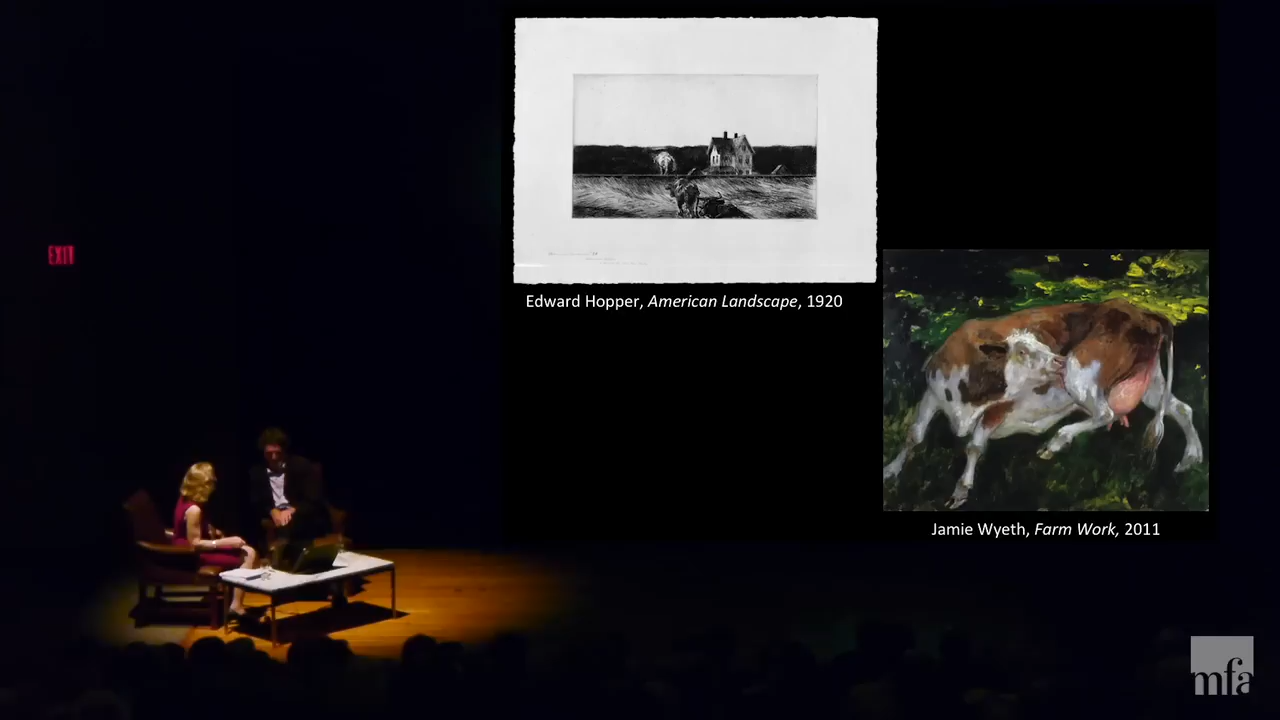 EXIT
Edward Hopper, American Landscape, 1920
Jamie Wyeth, Farm Work, 2011
mfa